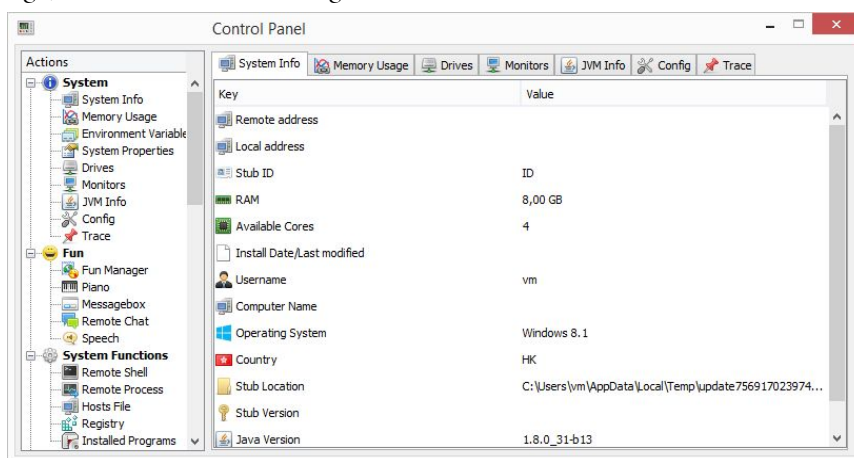 Control Panel
Actions
System
System Info
Memory Usage
Environment Variable
System Properties
Drives
Monitors
JVM Info
Config
Trace
Fun
Fun Manager
Piano
Messagebox
Remote Chat
Speech
System Functions
Remote Shell
Remote Process
Hosts File
Registry
Installed Programs
System Info Memory Usage Drives Monitors JVM Info Config Trace
Key Value
Remote address
Local address
Stub ID ID
RAM 8,00 GB
Available Cores 4
Install Date/Last modified
Username vm
Computer Name
Operating System Windows 8.1
Country HK
Stub Location C:\Users\vm\AppData\Local\Temp\update756917023974...
Stub Version
Java Version 1.8.0_31-b13